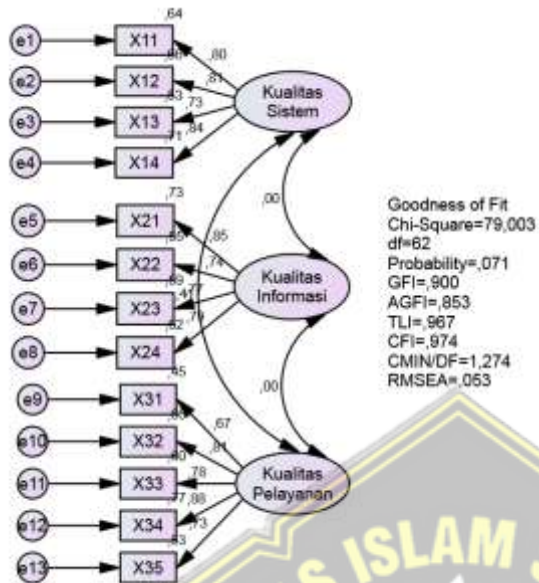 ,64
e1
X11
,80
e2
X12
,81
e3
X13
,73
,84
e4
X14
,71
Kualitas
Sistem
,73
e5
X21
,85
e6
X22
,74
e7
X23
,77
,41
e8
X24
Kualitas
Informasi
,00
,45
e9
X31
,67
e10
X32
,81
e11
X33
,78
e12
X34
,77
,88
,73
e13
X35
Kualitas
Pelayanan
,00
Goodness of Fit
Chi-Square=79,003
df=62
Probability=,071
GFI=,900
AGFI=,853
TLI=,967
CFI=,974
CMIN/DF=1,274
RMSEA=,053
S ISLAM